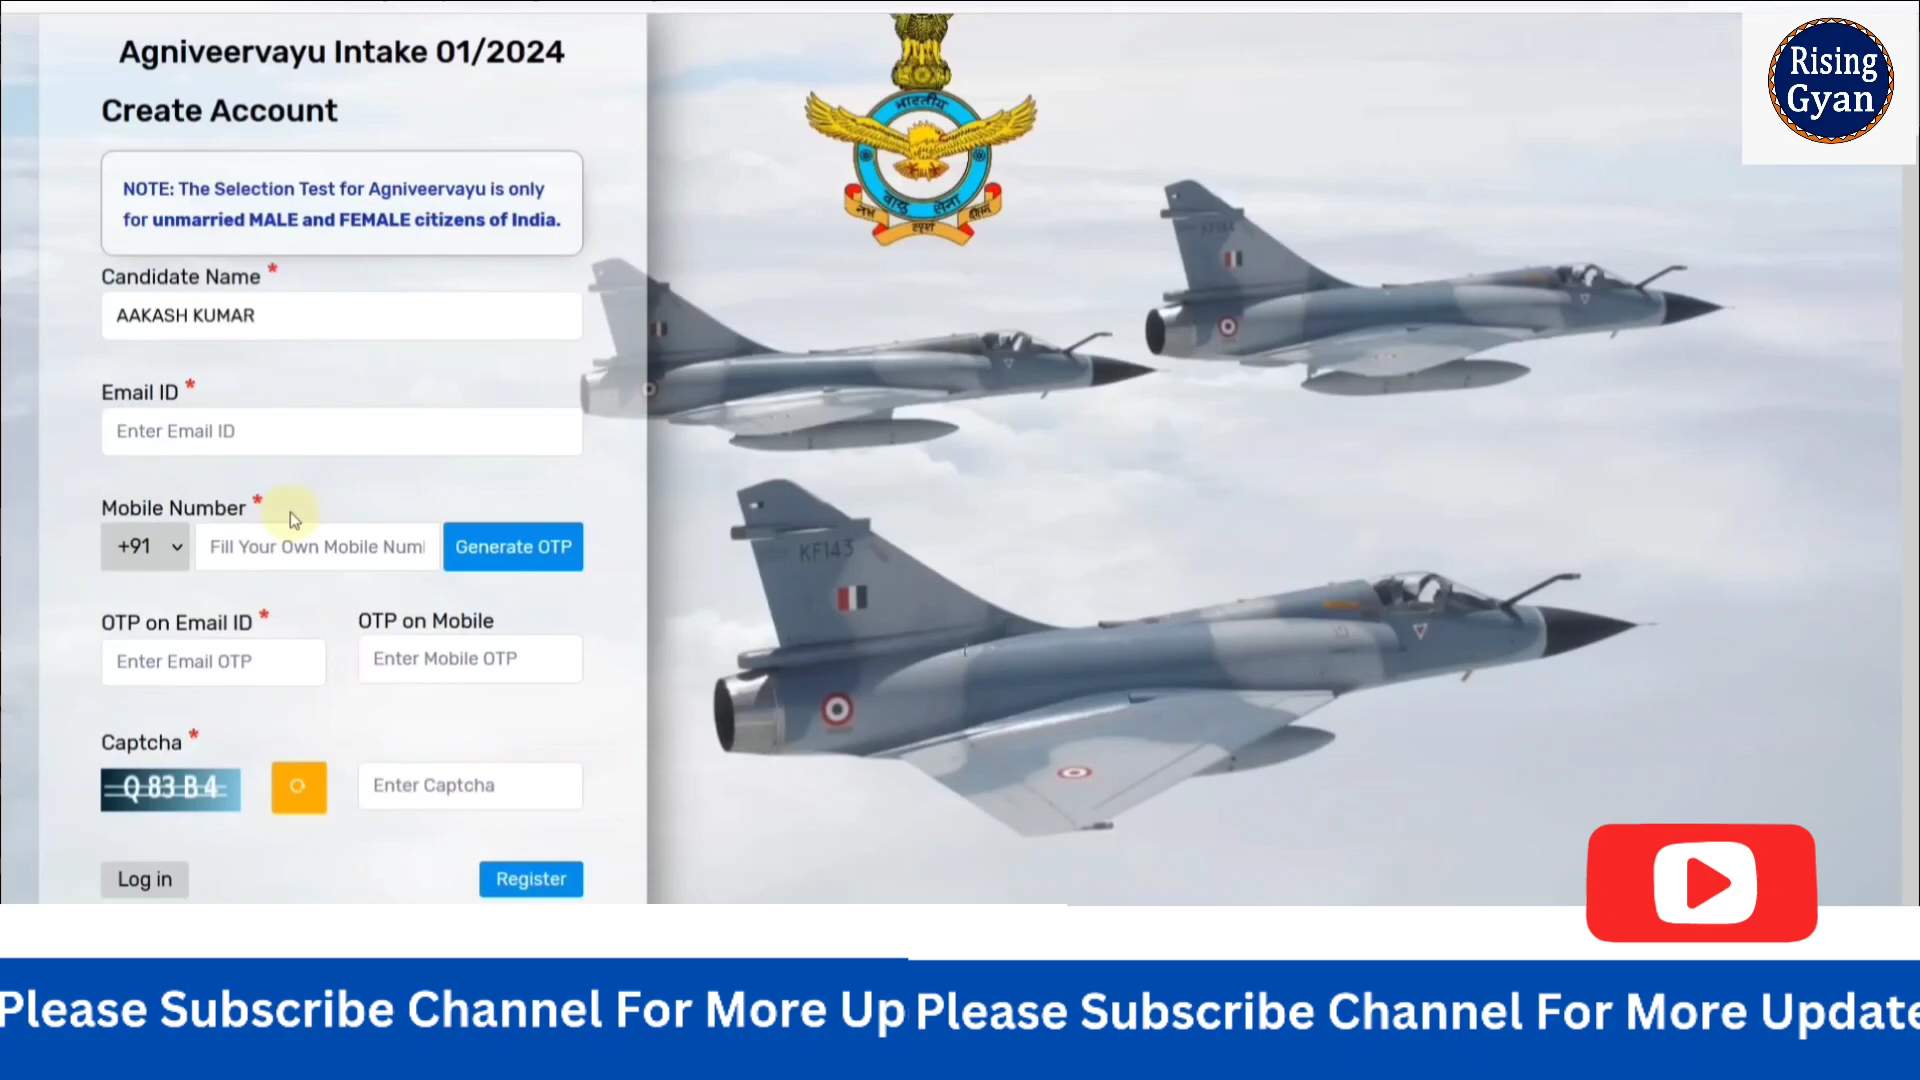 Agniveervayu Intake 01/2024
Rising
Gyan
Create Account
भारतीय
वायु सेना
नभः
स्पृशं
दीप्तम्
NOTE: The Selection Test for Agniveervayu is only
for unmarried MALE and FEMALE citizens of India.
Candidate Name *
AAKASH KUMAR
Email ID *
Enter Email ID
Mobile Number *
+91
Fill Your Own Mobile Num
Generate OTP
KF143
OTP on Email ID *
OTP on Mobile
Enter Email OTP
Enter Mobile OTP
Captcha *
Q 83 B 4
Enter Captcha
Log in
Register
Please Subscribe Channel For More Up
Please Subscribe Channel For More Update